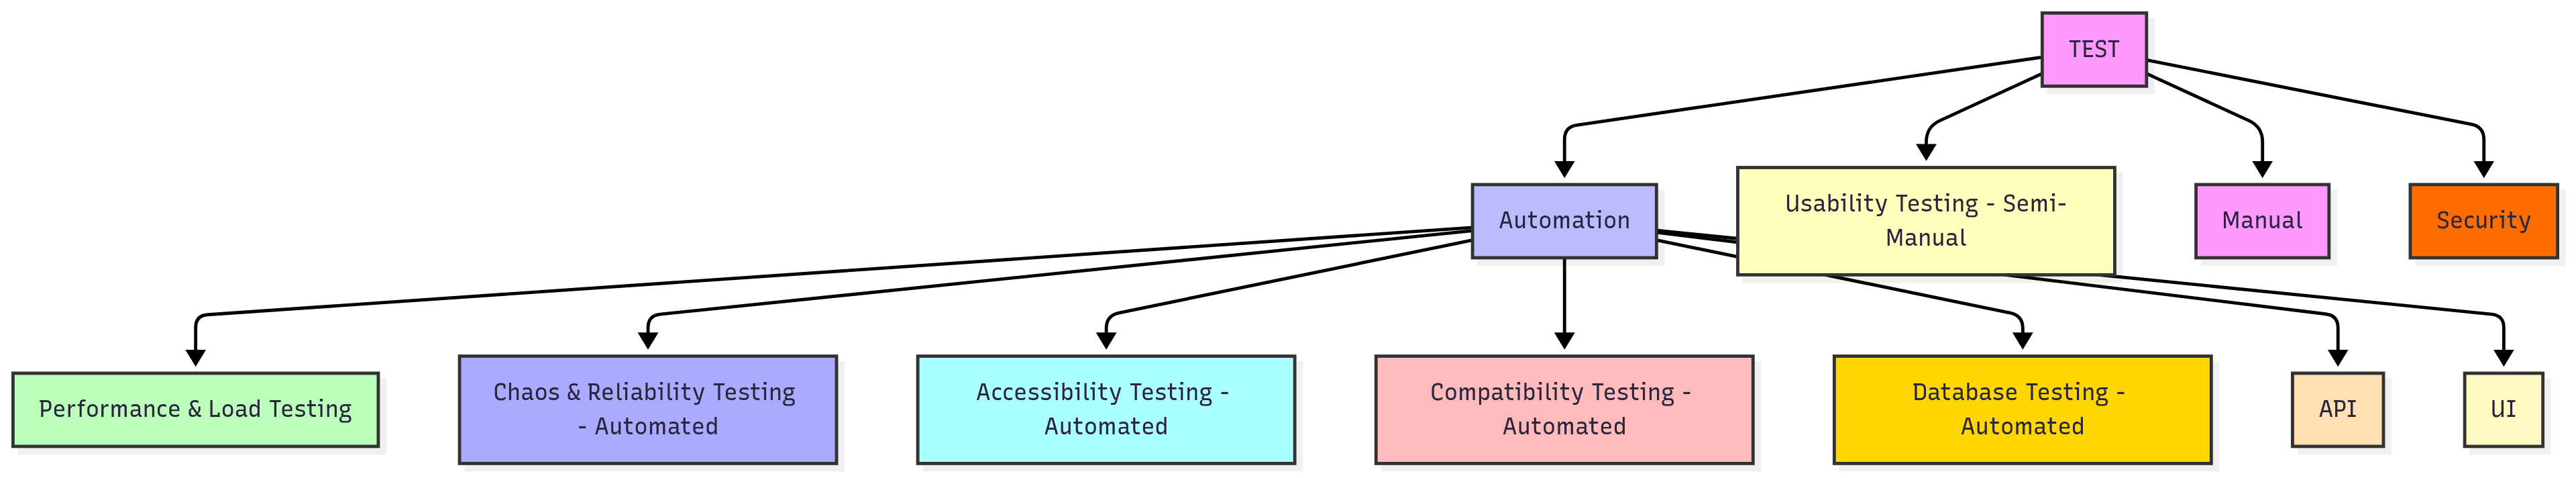 TEST
Automation
Usability Testing - Semi-
Manual
Manual
Security
Performance & Load Testing
Chaos & Reliability Testing
- Automated
Accessibility Testing -
Automated
Compatibility Testing -
Automated
Database Testing -
Automated
API
UI